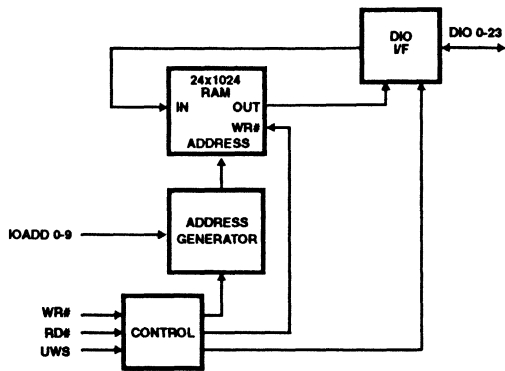 DIO
I/F
DIO 0-23
24x1024
RAM
IN OUT
WR#
ADDRESS
IOADD 0-9
ADDRESS
GENERATOR
WR#
RD#
UWS
CONTROL